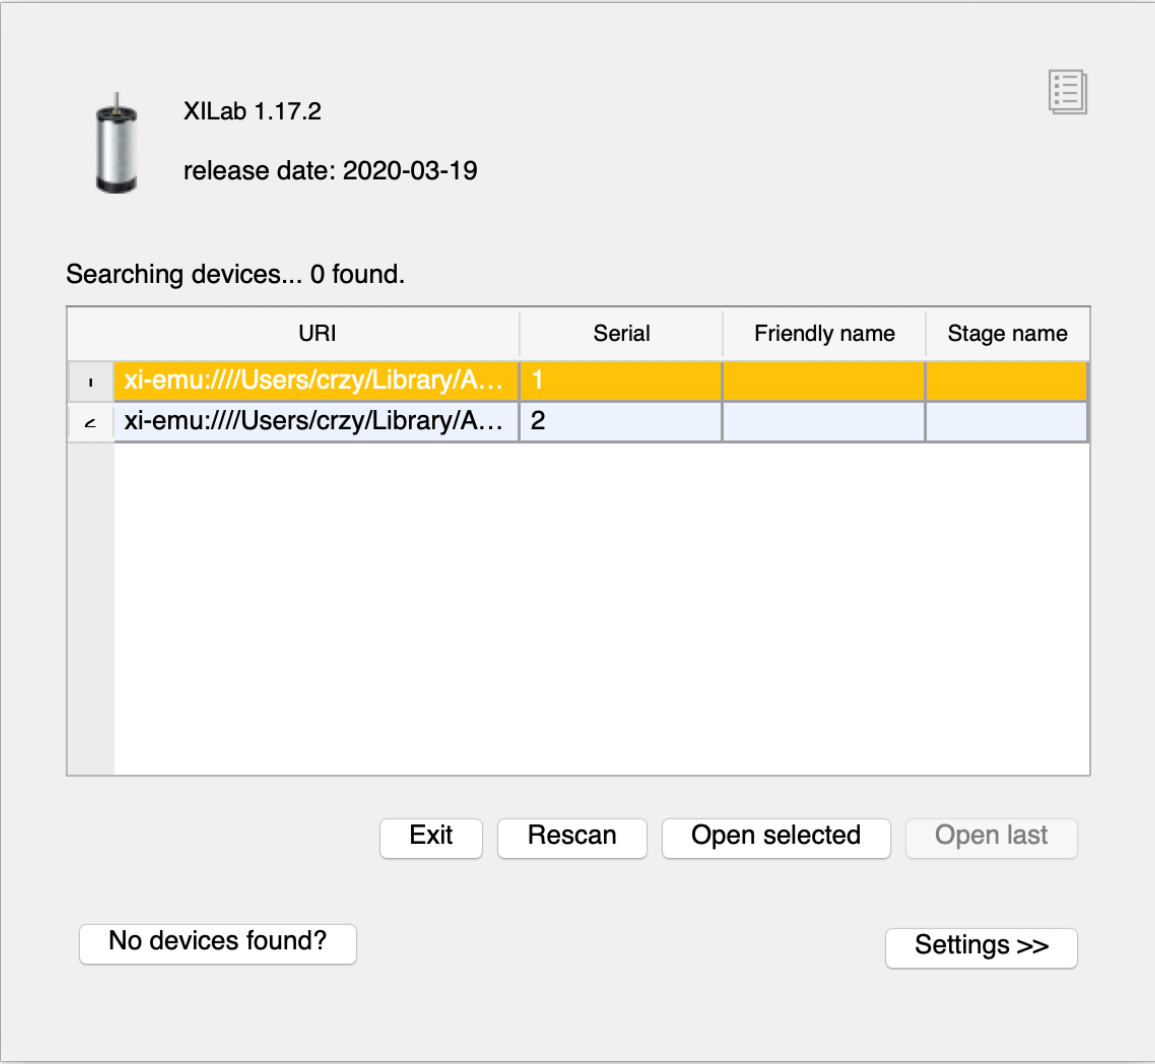 XILab 1.17.2
release date: 2020-03-19
Searching devices... 0 found.
URI Serial Friendly name Stage name
xi-emu:////Users/crzy/Library/A... 1
xi-emu:////Users/crzy/Library/A... 2
Exit Rescan Open selected Open last
No devices found? Settings >>